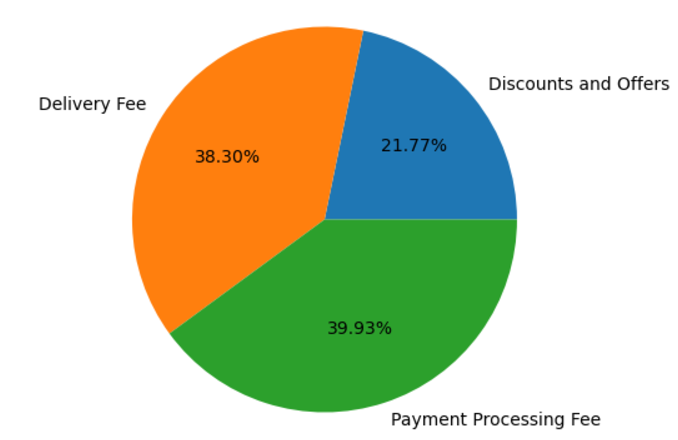 Discounts and Offers
21.77%
Delivery Fee
38.30%
39.93%
Payment Processing Fee